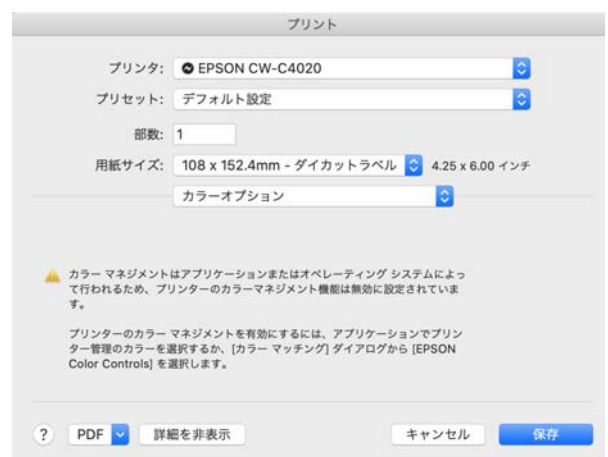 プリント
プリンタ: EPSON CW-C4020
プリセット: デフォルト設定
部数: 1
用紙サイズ: 108 x 152.4mm - ダイカットラベル 4.25 x 6.00 インチ
カラーオプション
カラー マネジメントはアプリケーションまたはオペレーティング システムによっ
て行われるため、プリンターのカラーマネジメント機能は無効に設定されていま
す。
プリンターのカラー マネジメントを有効にするには、アプリケーションでプリン
ター管理のカラーを選択するか、[カラー マッチング] ダイアログから [EPSON
Color Controls] を選択します。
? PDF 詳細を非表示 キャンセル 保存